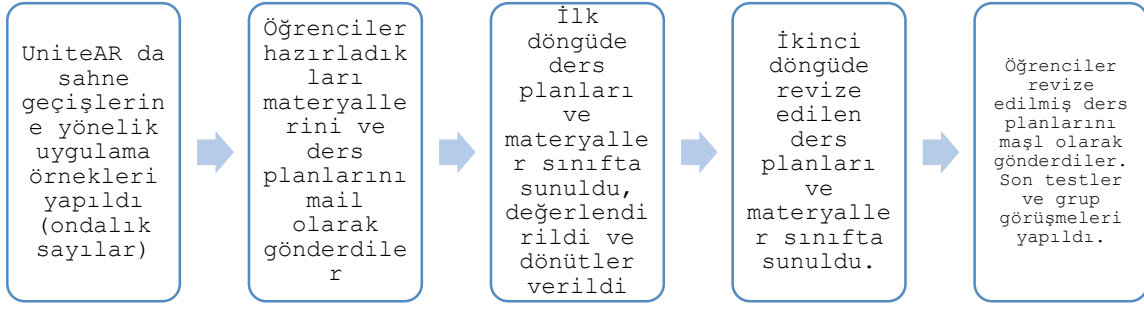 UniteAR da
sahne
geçişlerin
e yönelik
uygulama
örnekleri
yapıldı
(ondalık
sayılar)
Öğrenciler
hazırladık
ları
materyalle
rini ve
ders
planlarını
mail
olarak
gönderdile
r
İlk
döngüde
ders
planları
ve
materyalle
r sınıfta
sunuldu,
değerlendi
rildi ve
dönütler
verildi
İkinci
döngüde
revize
edilen
ders
planları
ve
materyalle
r sınıfta
sunuldu.
Öğrenciler
revize
edilmiş ders
planlarını
maşl olarak
gönderdiler.
Son testler
ve grup
görüşmeleri
yapıldı.